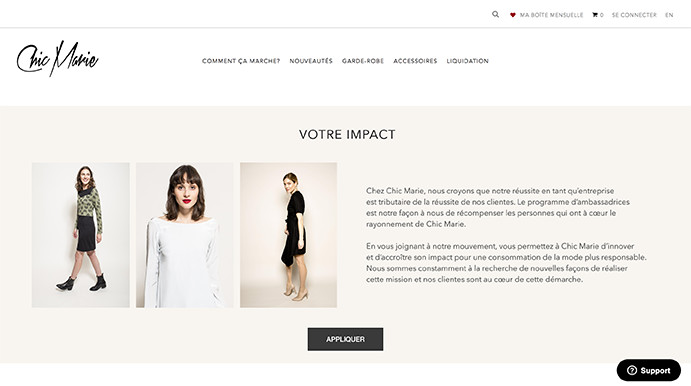 MA BOÎTE MENSUELLE 0 SE CONNECTER EN
Chic Marie
COMMENT ÇA MARCHE? NOUVEAUTÉS GARDE-ROBE ACCESSOIRES LIQUIDATION
VOTRE IMPACT
Chez Chic Marie, nous croyons que notre réussite en tant qu'entreprise
est tributaire de la réussite de nos clientes. Le programme d'ambassadrices
est notre façon à nous de récompenser les personnes qui ont à cœur le
rayonnement de Chic Marie.
En vous joignant à notre mouvement, vous permettez à Chic Marie d'innover
et d'accroître son impact pour une consommation de la mode plus responsable.
Nous sommes constamment à la recherche de nouvelles façons de réaliser
cette mission et nos clientes sont au cœur de cette démarche.
APPLIQUER
Support